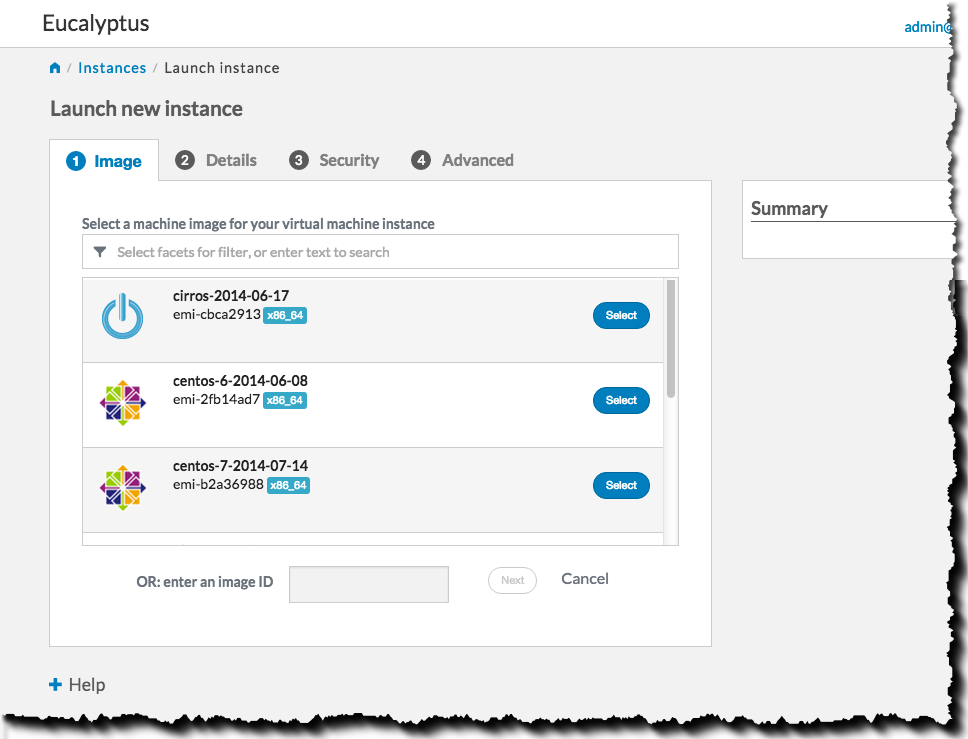 Eucalyptus
admin@
/ Instances / Launch instance
Launch new instance
1 Image 2 Details 3 Security 4 Advanced
Summary
Select a machine image for your virtual machine instance
Select facets for filter, or enter text to search
cirros-2014-06-17
emi-cbca2913 x86_64
Select
centos-6-2014-06-08
emi-2fb14ad7 x86_64
Select
centos-7-2014-07-14
emi-b2a36988 x86_64
Select
OR: enter an image ID
Next
Cancel
+ Help